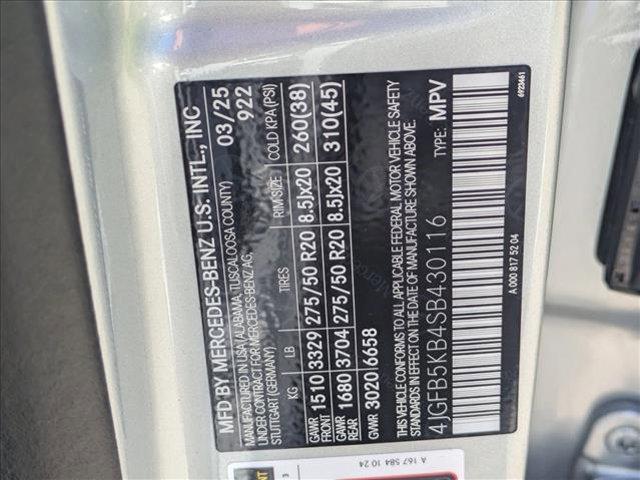 MFD BY MERCEDES-BENZ U.S. INTL., INC
MANUFACTURED IN USA (ALABAMA, TUSCALOOSA COUNTY) 03/25
UNDER CONTRACT FOR MERCEDES-BENZ AG, 922
STUTTGART (GERMANY)
KG LB TIRES RIM SIZE COLD KPA (PSI)
GAWR FRONT 1510 3329 275/50 R20 8.5Jx20 260(38)
GAWR REAR 1680 3704 275/50 R20 8.5Jx20 310(45)
GVWR 3020 6658
THIS VEHICLE CONFORMS TO ALL APPLICABLE FEDERAL MOTOR VEHICLE SAFETY
STANDARDS IN EFFECT ON THE DATE OF MANUFACTURE SHOWN ABOVE.
4JGFB5KB4SB430116 TYPE: MPV
A 000 817 52 04
6923461
A 167 584 10 24